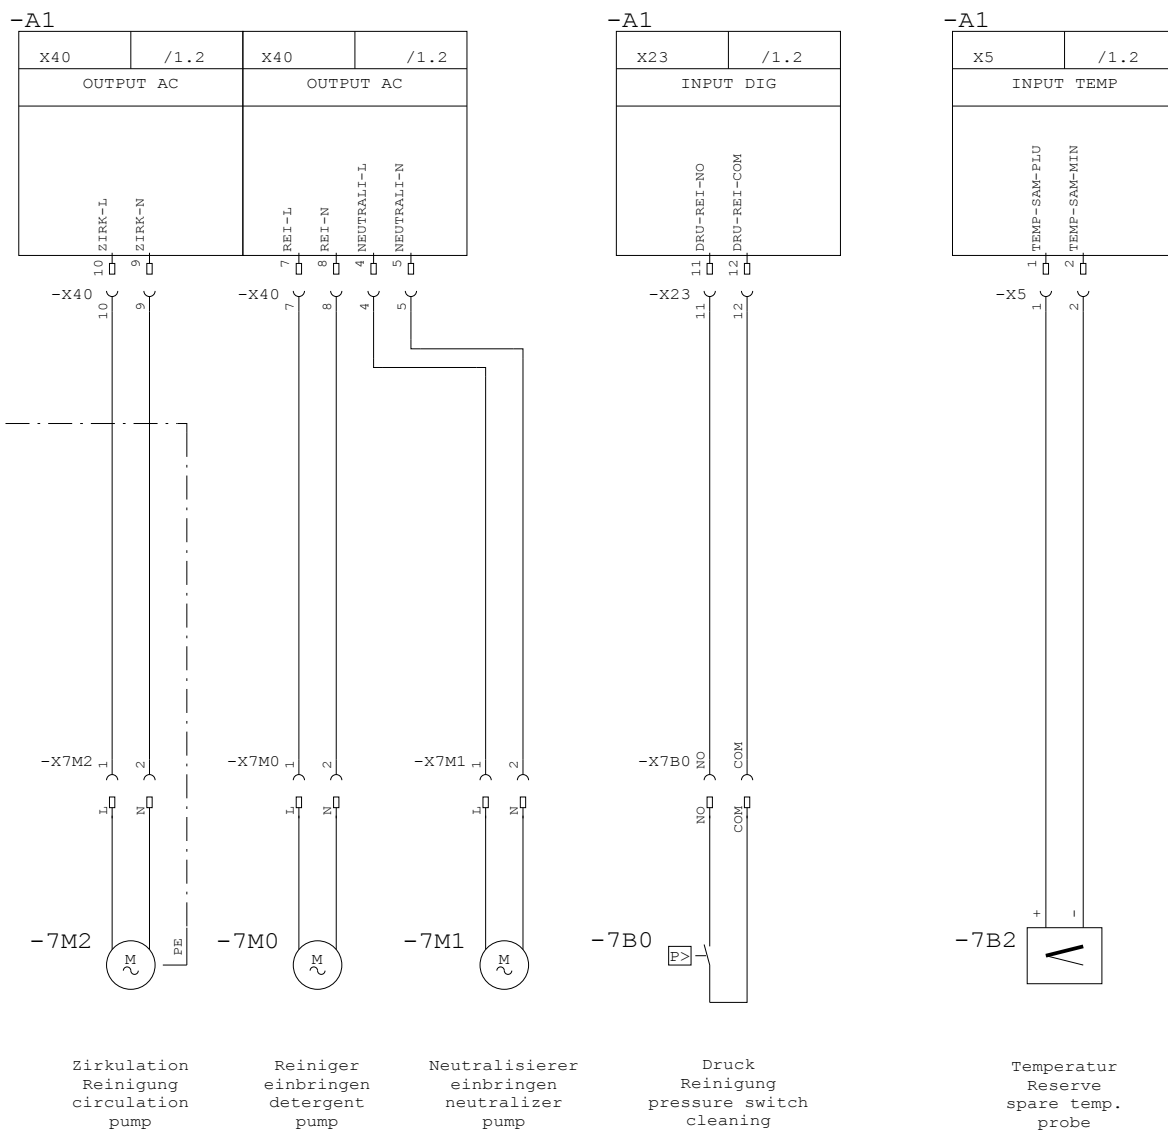 -A1
-A1
-A1
X40 /1.2 X40 /1.2
X23 /1.2
X5 /1.2
OUTPUT AC OUTPUT AC
INPUT DIG
INPUT TEMP
ZIRK-L
ZIRK-N
REI-L
REI-N
NEUTRALI-L
NEUTRALI-N
DRU-REI-NO
DRU-REI-COM
TEMP-SAM-PLU
TEMP-SAM-MIN
10 9 7 8 4 5 11 12 1 2
-X40 -X40 -X23 -X5
10 9 7 8 4 5 11 12 1 2
-X7M2 1 2
-X7M0 1 2
-X7M1 1 2
-X7B0 NO COM
L N L N L N NO COM
-7M2 M PE
-7M0 M
-7M1 M
-7B0 P>
-7B2 + -
Zirkulation
Reinigung
circulation
pump
Reiniger
einbringen
detergent
pump
Neutralisierer
einbringen
neutralizer
pump
Druck
Reinigung
pressure switch
cleaning
Temperatur
Reserve
spare temp.
probe